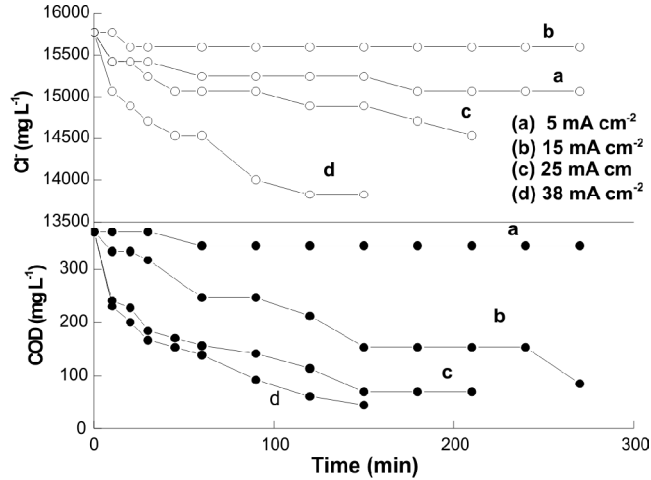 16000
b
15500
a
15000
c
(a) 5 mA cm-2
(b) 15 mA cm-2
(c) 25 mA cm
(d) 38 mA cm-2
14500
d
14000
13500
Cl- (mg L-1)
a
300
b
200
c
100
d
0
COD (mg L-1)
0
100
200
300
Time (min)